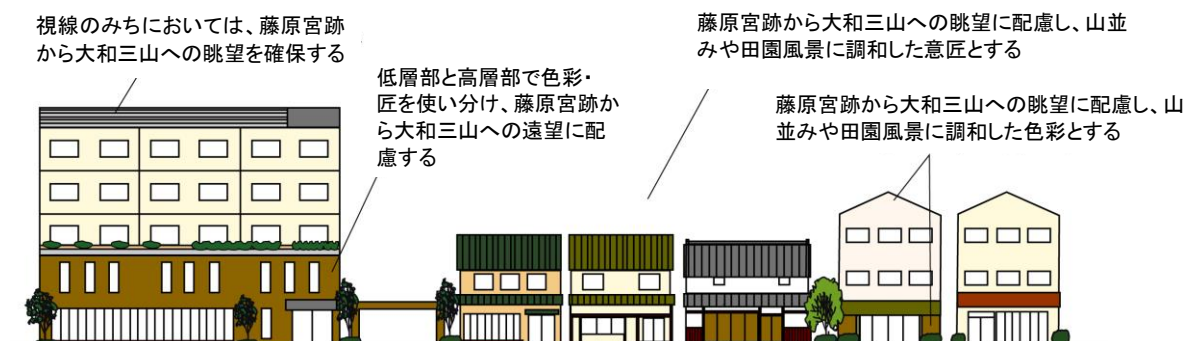 視線のみちにおいては、藤原宮跡
から大和三山への眺望を確保する
低層部と高層部で色彩・
匠を使い分け、藤原宮跡か
ら大和三山への遠望に配
慮する
藤原宮跡から大和三山への眺望に配慮し、山並
みや田園風景に調和した意匠とする
藤原宮跡から大和三山への眺望に配慮し、山
並みや田園風景に調和した色彩とする